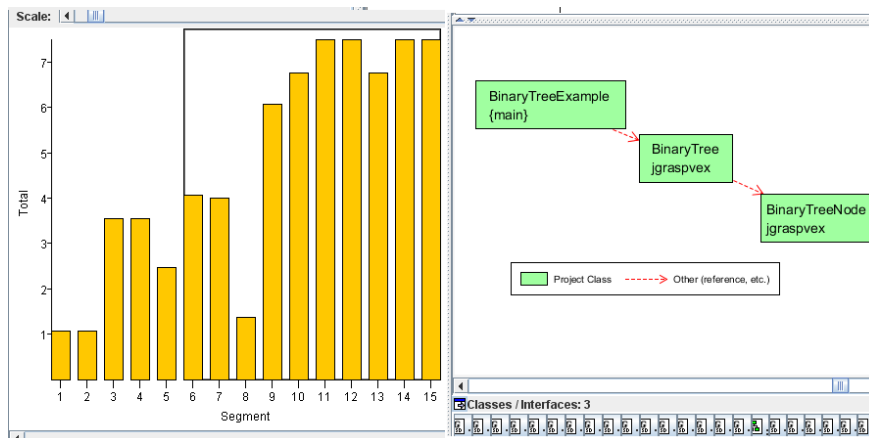 Scale:
7
6
5
4
3
2
1
Total
1 2 3 4 5 6 7 8 9 10 11 12 13 14 15
Segment
BinaryTreeExample
{main}
BinaryTree
jgraspvex
BinaryTreeNode
jgraspvex
Project Class
Other (reference, etc.)
Classes / Interfaces: 3